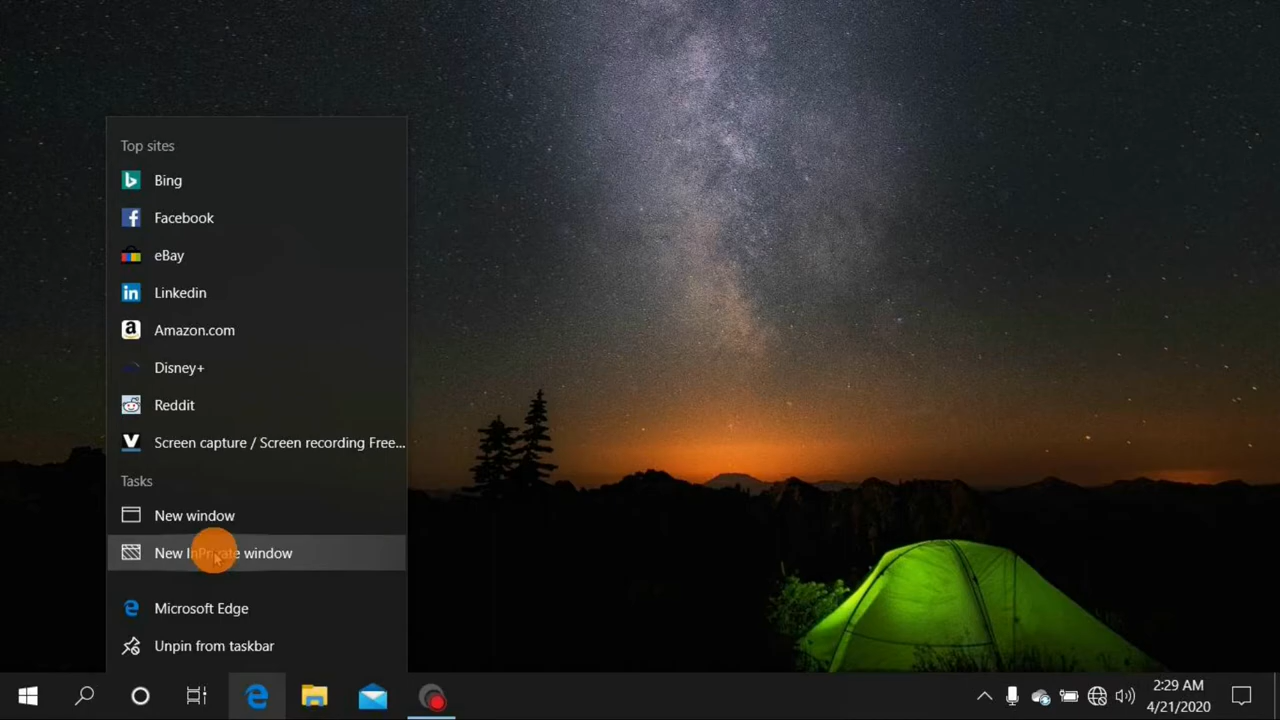 Top sites
Bing
Facebook
eBay
Linkedin
Amazon.com
Disney+
Reddit
Screen capture / Screen recording Free...
Tasks
New window
New InPrivate window
Microsoft Edge
Unpin from taskbar
2:29 AM
4/21/2020